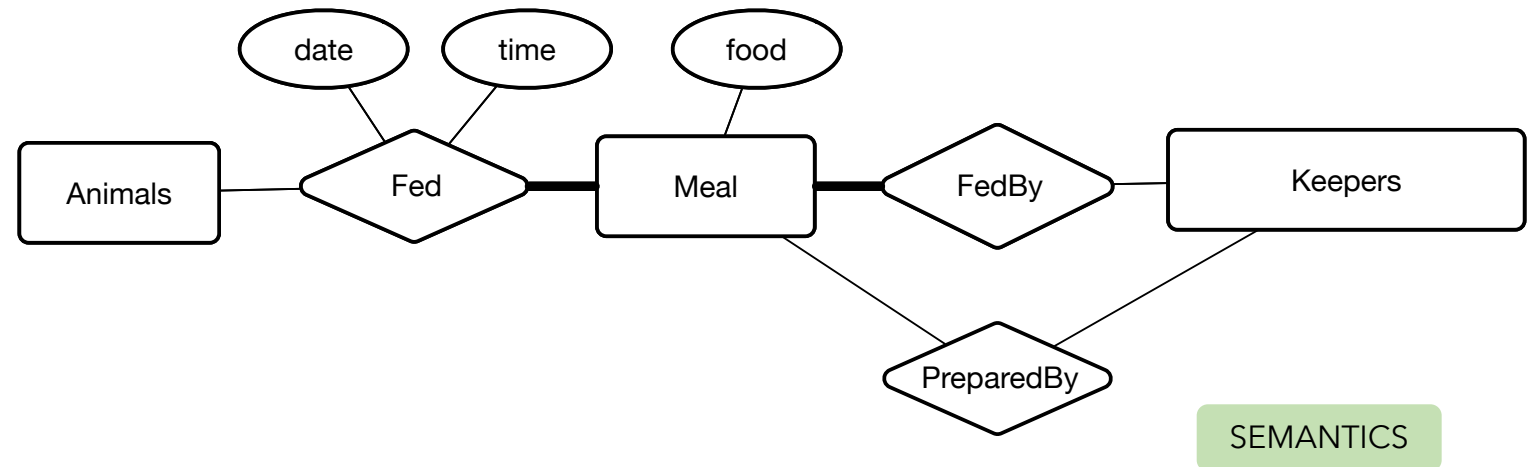 date
time
food
Animals
Fed
Meal
FedBy
Keepers
PreparedBy
SEMANTICS